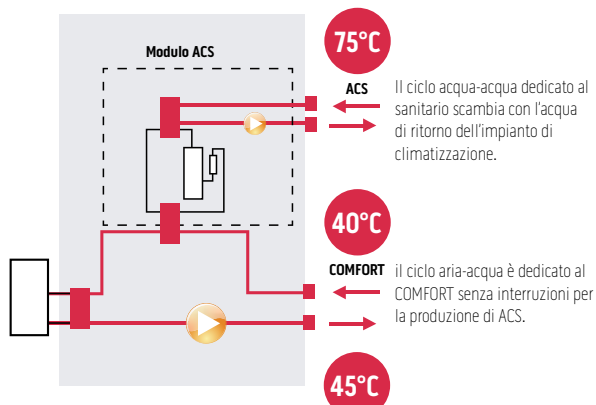 Modulo ACS
75°C
ACS
Il ciclo acqua-acqua dedicato al
sanitario scambia con l'acqua
di ritorno dell'impianto di
climatizzazione.
40°C
COMFORT
il ciclo aria-acqua è dedicato al
COMFORT senza interruzioni per
la produzione di ACS.
45°C